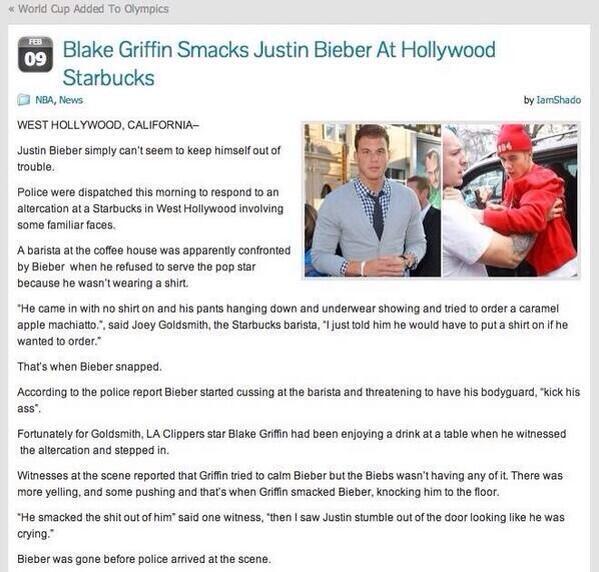 « World Cup Added To Olympics
FEB
09
Blake Griffin Smacks Justin Bieber At Hollywood
Starbucks
NBA, News
by IamShado
WEST HOLLYWOOD, CALIFORNIA–
Justin Bieber simply can't seem to keep himself out of
trouble.
Police were dispatched this morning to respond to an
altercation at a Starbucks in West Hollywood involving
some familiar faces.
A barista at the coffee house was apparently confronted
by Bieber when he refused to serve the pop star
because he wasn't wearing a shirt.
"He came in with no shirt on and his pants hanging down and underwear showing and tried to order a caramel
apple machiatto.", said Joey Goldsmith, the Starbucks barista, "I just told him he would have to put a shirt on if he
wanted to order."
That's when Bieber snapped.
According to the police report Bieber started cussing at the barista and threatening to have his bodyguard, "kick his
ass".
Fortunately for Goldsmith, LA Clippers star Blake Griffin had been enjoying a drink at a table when he witnessed
the altercation and stepped in.
Witnesses at the scene reported that Griffin tried to calm Bieber but the Biebs wasn't having any of it. There was
more yelling, and some pushing and that's when Griffin smacked Bieber, knocking him to the floor.
"He smacked the shit out of him" said one witness, "then I saw Justin stumble out of the door looking like he was
crying."
Bieber was gone before police arrived at the scene.